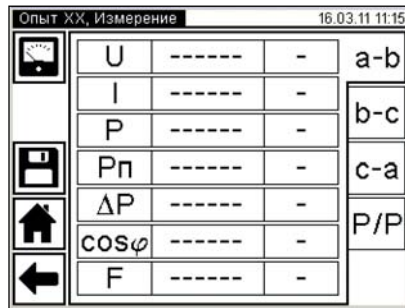 Опыт XX, Измерение 16.03.11 11:15
U ------ - a-b
I ------ -
P ------ - b-c
Pп ------ - c-a
ΔP ------ -
cosφ ------ - P/P
F ------ -